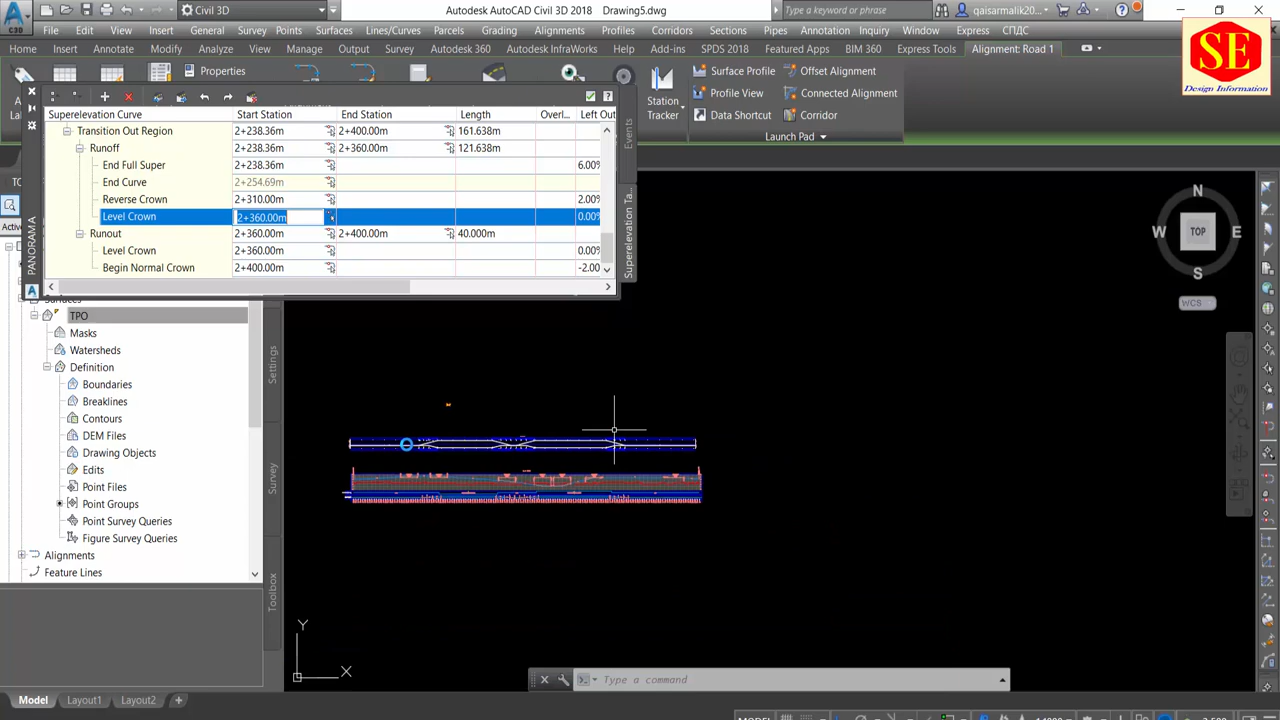 Civil 3D
Autodesk AutoCAD Civil 3D 2018 Drawing5.dwg
Type a keyword or phrase
qaisarmalik20...
File Edit View Insert General Survey Points Surfaces Lines/Curves Parcels Grading Alignments Profiles Corridors Sections Pipes Annotation Inquiry Window Express СПДС
Home Insert Annotate Modify Analyze View Manage Output Survey Autodesk 360 Autodesk InfraWorks Help Add-ins SPDS 2018 Featured Apps BIM 360 Express Tools Alignment: Road 1
SE
Design Information
Properties
Station
Tracker
Surface Profile
Offset Alignment
Profile View
Connected Alignment
Data Shortcut
Corridor
Launch Pad
Superelevation Curve Start Station End Station Length Overl... Left Out
Transition Out Region 2+238.36m 2+400.00m 161.638m
Runoff 2+238.36m 2+360.00m 121.638m
End Full Super 2+238.36m 6.00%
End Curve 2+254.69m
Reverse Crown 2+310.00m 2.00%
Level Crown 2+360.00m 0.00%
Runout 2+360.00m 2+400.00m 40.000m
Level Crown 2+360.00m 0.00%
Begin Normal Crown 2+400.00m -2.00
PANORAMA
Events
Superelevation Ta...
TPO
Masks
Watersheds
Definition
Boundaries
Breaklines
Contours
DEM Files
Drawing Objects
Edits
Point Files
Point Groups
Point Survey Queries
Figure Survey Queries
Alignments
Feature Lines
Settings
Survey
Toolbox
N
W TOP E
S
WCS
Y
X
Type a command
Model Layout1 Layout2 +